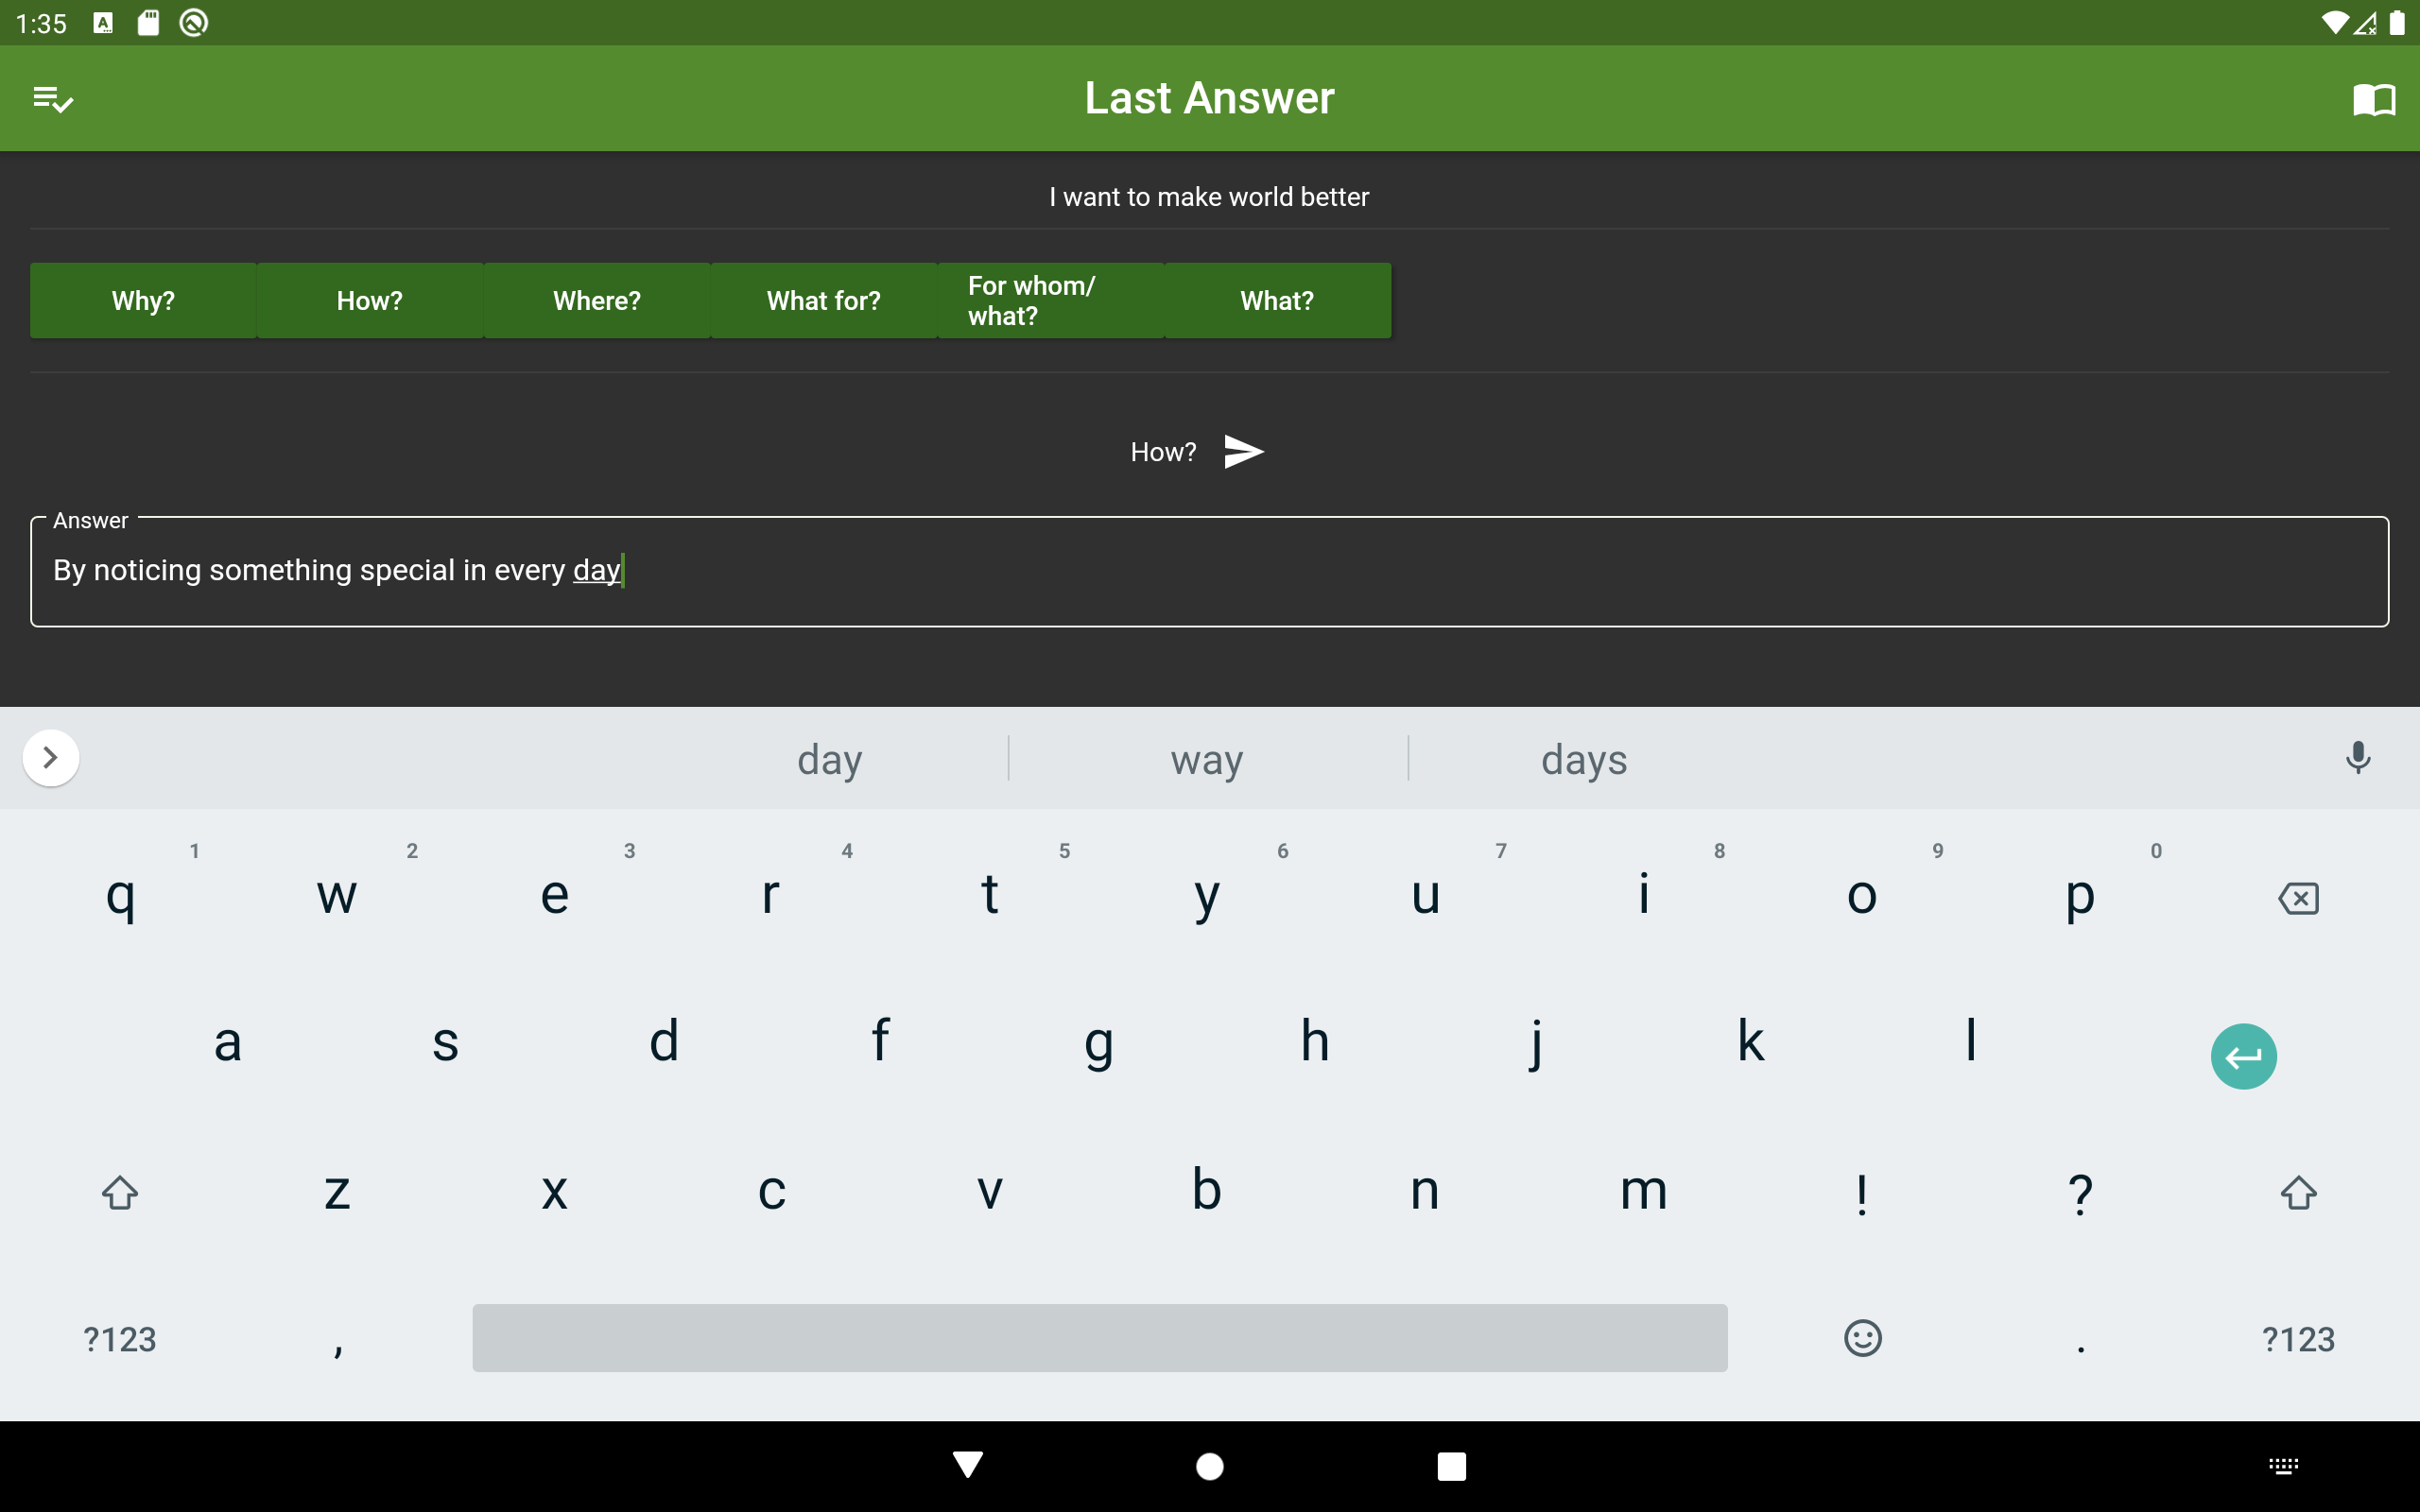 1:35
Last Answer
I want to make world better
Why? How? Where? What for? For whom/ What?
what?
How?
Answer
By noticing something special in every day
day way days
1 2 3 4 5 6 7 8 9 0
q w e r t y u i o p
a s d f g h j k l
z x c v b n m ! ?
?123 , . ?123